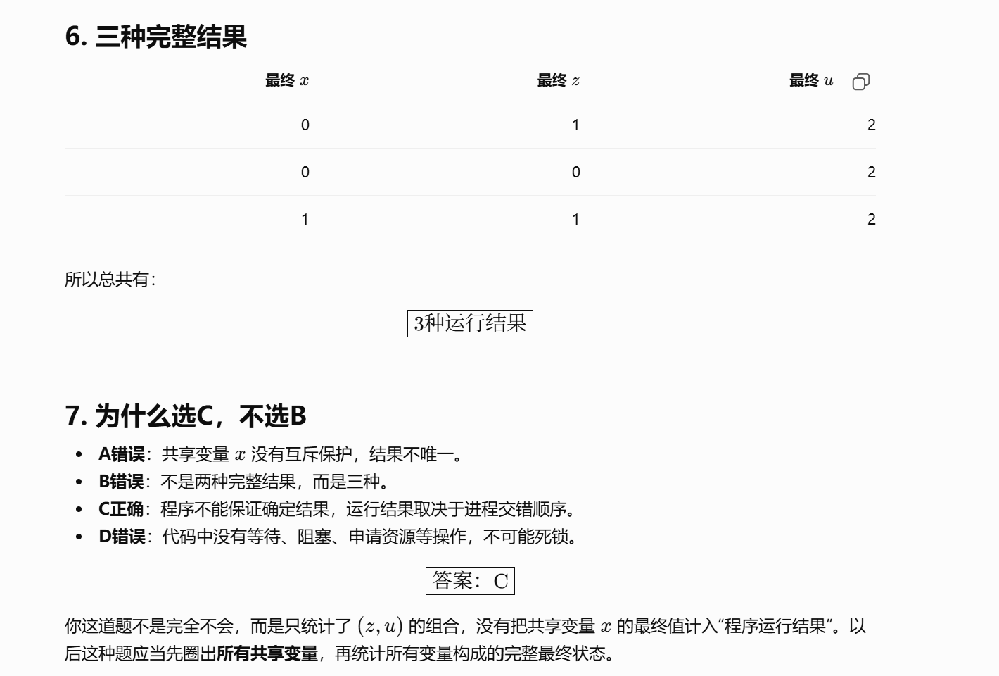 6. 三种完整结果
最终 x 最终 z 最终 u
0 1 2
0 0 2
1 1 2
所以总共有：
3种运行结果
7. 为什么选C，不选B
• A错误：共享变量 x 没有互斥保护，结果不唯一。
• B错误：不是两种完整结果，而是三种。
• C正确：程序不能保证确定结果，运行结果取决于进程交错顺序。
• D错误：代码中没有等待、阻塞、申请资源等操作，不可能死锁。
答案：C
你这道题不是完全不会，而是只统计了 (z, u) 的组合，没有把共享变量 x 的最终值计入“程序运行结果”。以
后这种题应当先圈出所有共享变量，再统计所有变量构成的完整最终状态。